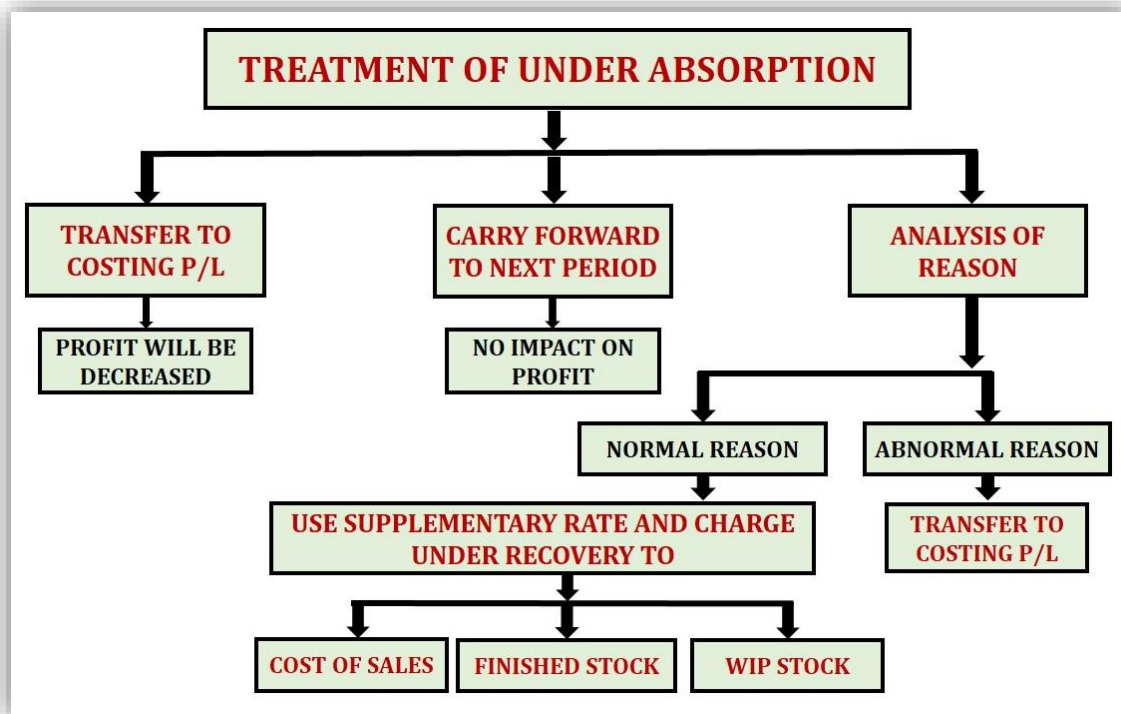 TREATMENT OF UNDER ABSORPTION
TRANSFER TO
COSTING P/L
CARRY FORWARD
TO NEXT PERIOD
ANALYSIS OF
REASON
PROFIT WILL BE
DECREASED
NO IMPACT ON
PROFIT
NORMAL REASON
ABNORMAL REASON
USE SUPPLEMENTARY RATE AND CHARGE
UNDER RECOVERY TO
TRANSFER TO
COSTING P/L
COST OF SALES
FINISHED STOCK
WIP STOCK